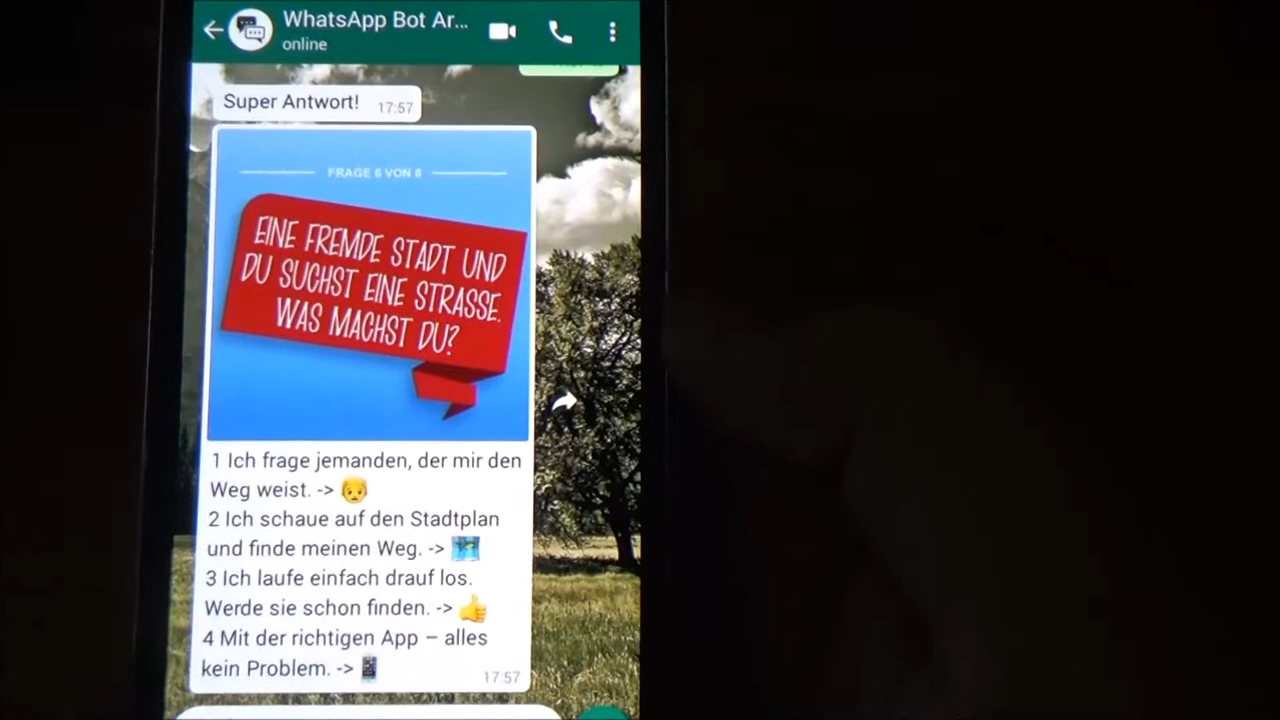 WhatsApp Bot Ar...
online
Super Antwort!
17:57
FRAGE 6 VON 8
EINE FREMDE STADT UND
DU SUCHST EINE STRASSE.
WAS MACHST DU?
1 Ich frage jemanden, der mir den
Weg weist. ->
2 Ich schaue auf den Stadtplan
und finde meinen Weg. ->
3 Ich laufe einfach drauf los.
Werde sie schon finden. ->
4 Mit der richtigen App – alles
kein Problem. ->
17:57